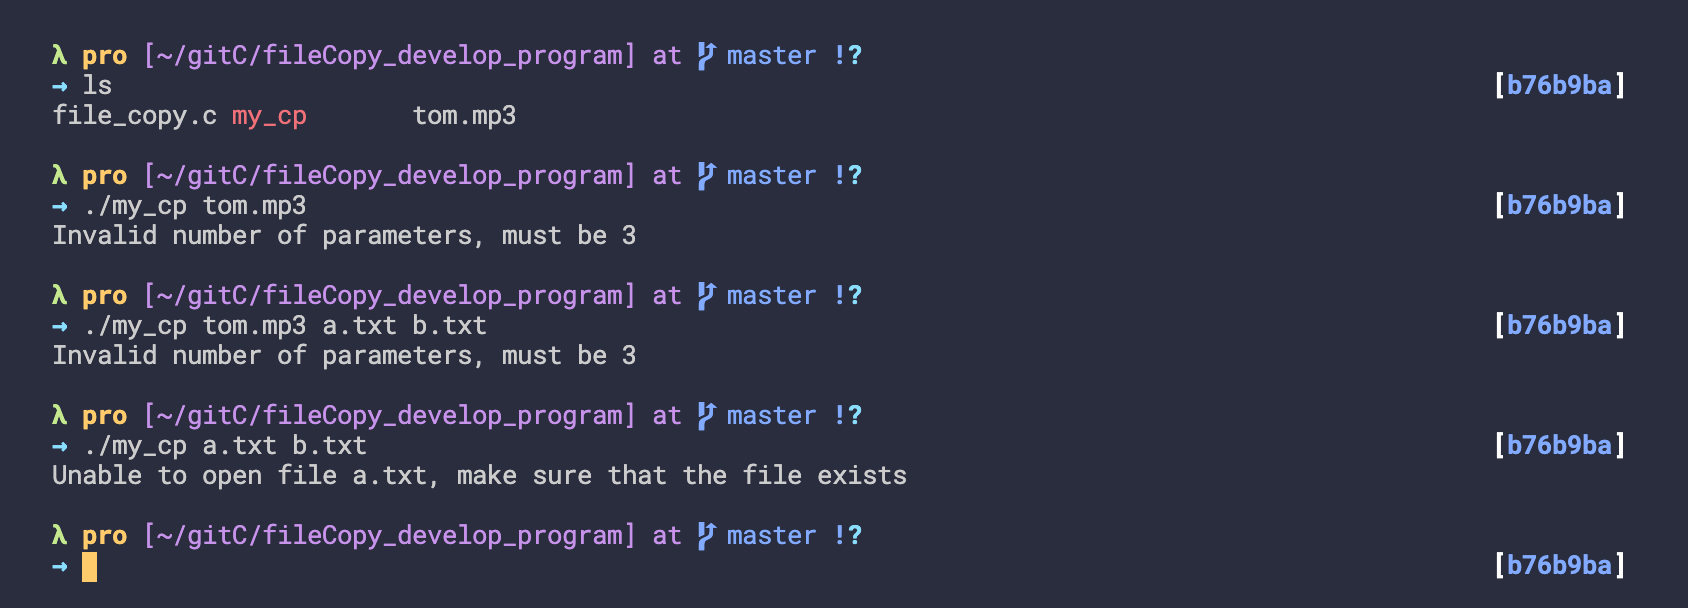 λ pro [~/gitC/fileCopy_develop_program] at master !?
→ ls [b76b9ba]
file_copy.c my_cp tom.mp3
λ pro [~/gitC/fileCopy_develop_program] at master !?
→ ./my_cp tom.mp3 [b76b9ba]
Invalid number of parameters, must be 3
λ pro [~/gitC/fileCopy_develop_program] at master !?
→ ./my_cp tom.mp3 a.txt b.txt [b76b9ba]
Invalid number of parameters, must be 3
λ pro [~/gitC/fileCopy_develop_program] at master !?
→ ./my_cp a.txt b.txt [b76b9ba]
Unable to open file a.txt, make sure that the file exists
λ pro [~/gitC/fileCopy_develop_program] at master !?
→ [b76b9ba]